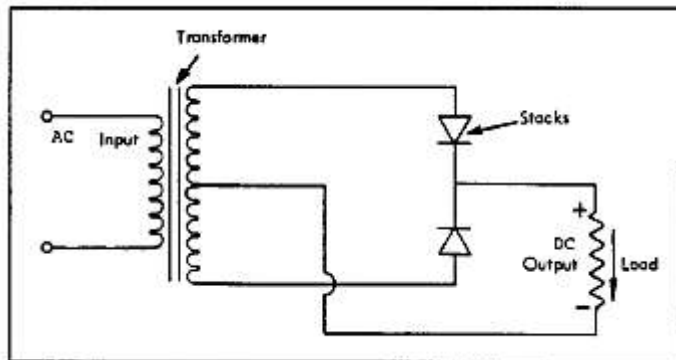 Transformer
Stacks
AC Input
+
DC
Output
Load
-